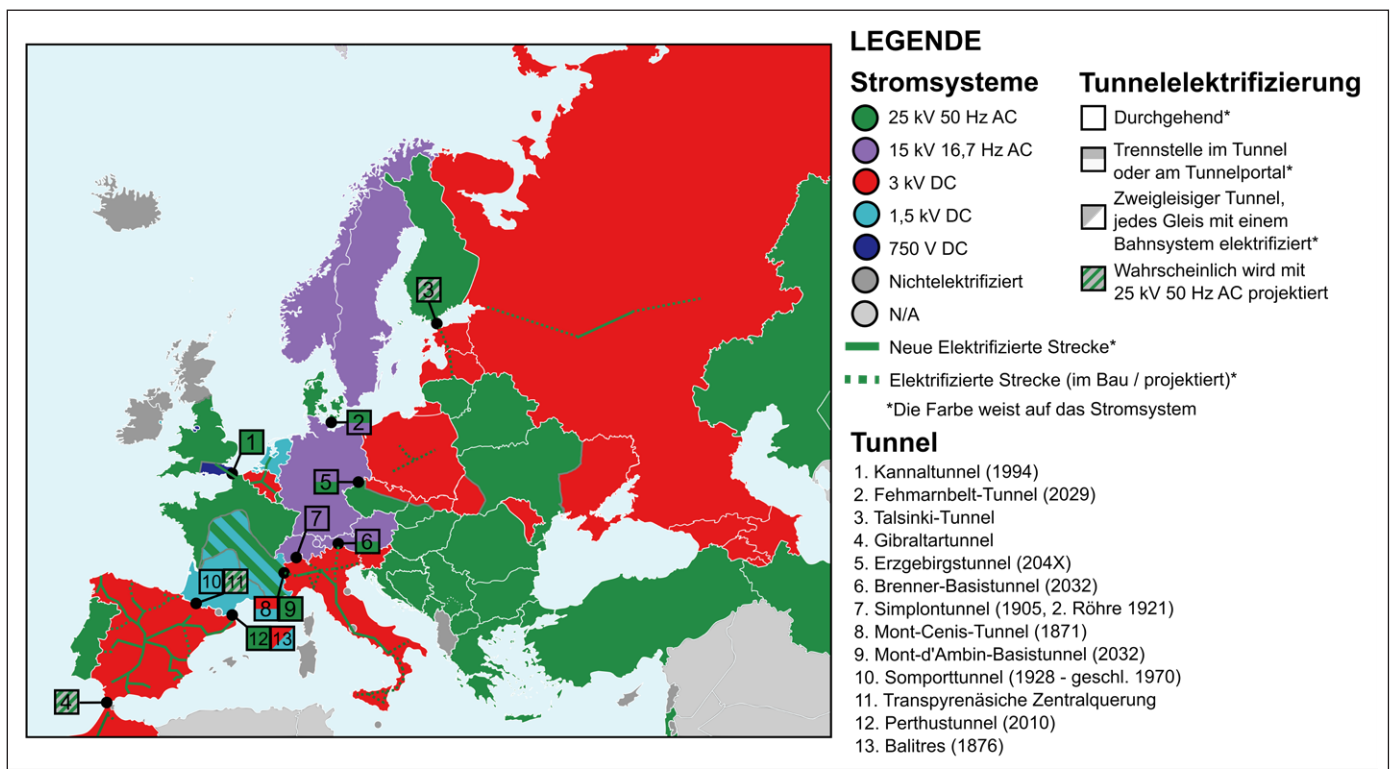 LEGENDE
Stromsysteme
25 kV 50 Hz AC
15 kV 16,7 Hz AC
3 kV DC
1,5 kV DC
750 V DC
Nichtelektrifiziert
N/A
Neue Elektrifizierte Strecke*
Elektrifizierte Strecke (im Bau / projektiert)*
*Die Farbe weist auf das Stromsystem
Tunnelelektrifizierung
Durchgehend*
Trennstelle im Tunnel
oder am Tunnelportal*
Zweigleisiger Tunnel,
jedes Gleis mit einem
Bahnsystem elektrifiziert*
Wahrscheinlich wird mit
25 kV 50 Hz AC projektiert
Tunnel
1. Kannaltunnel (1994)
2. Fehmarnbelt-Tunnel (2029)
3. Talsinki-Tunnel
4. Gibraltartunnel
5. Erzgebirgstunnel (204X)
6. Brenner-Basistunnel (2032)
7. Simplontunnel (1905, 2. Röhre 1921)
8. Mont-Cenis-Tunnel (1871)
9. Mont-d'Ambin-Basistunnel (2032)
10. Somporttunnel (1928 - geschl. 1970)
11. Transpyrenäsiche Zentralquerung
12. Perthustunnel (2010)
13. Balitres (1876)
3
2
1
5
7
6
10
11
8
9
12
13
4